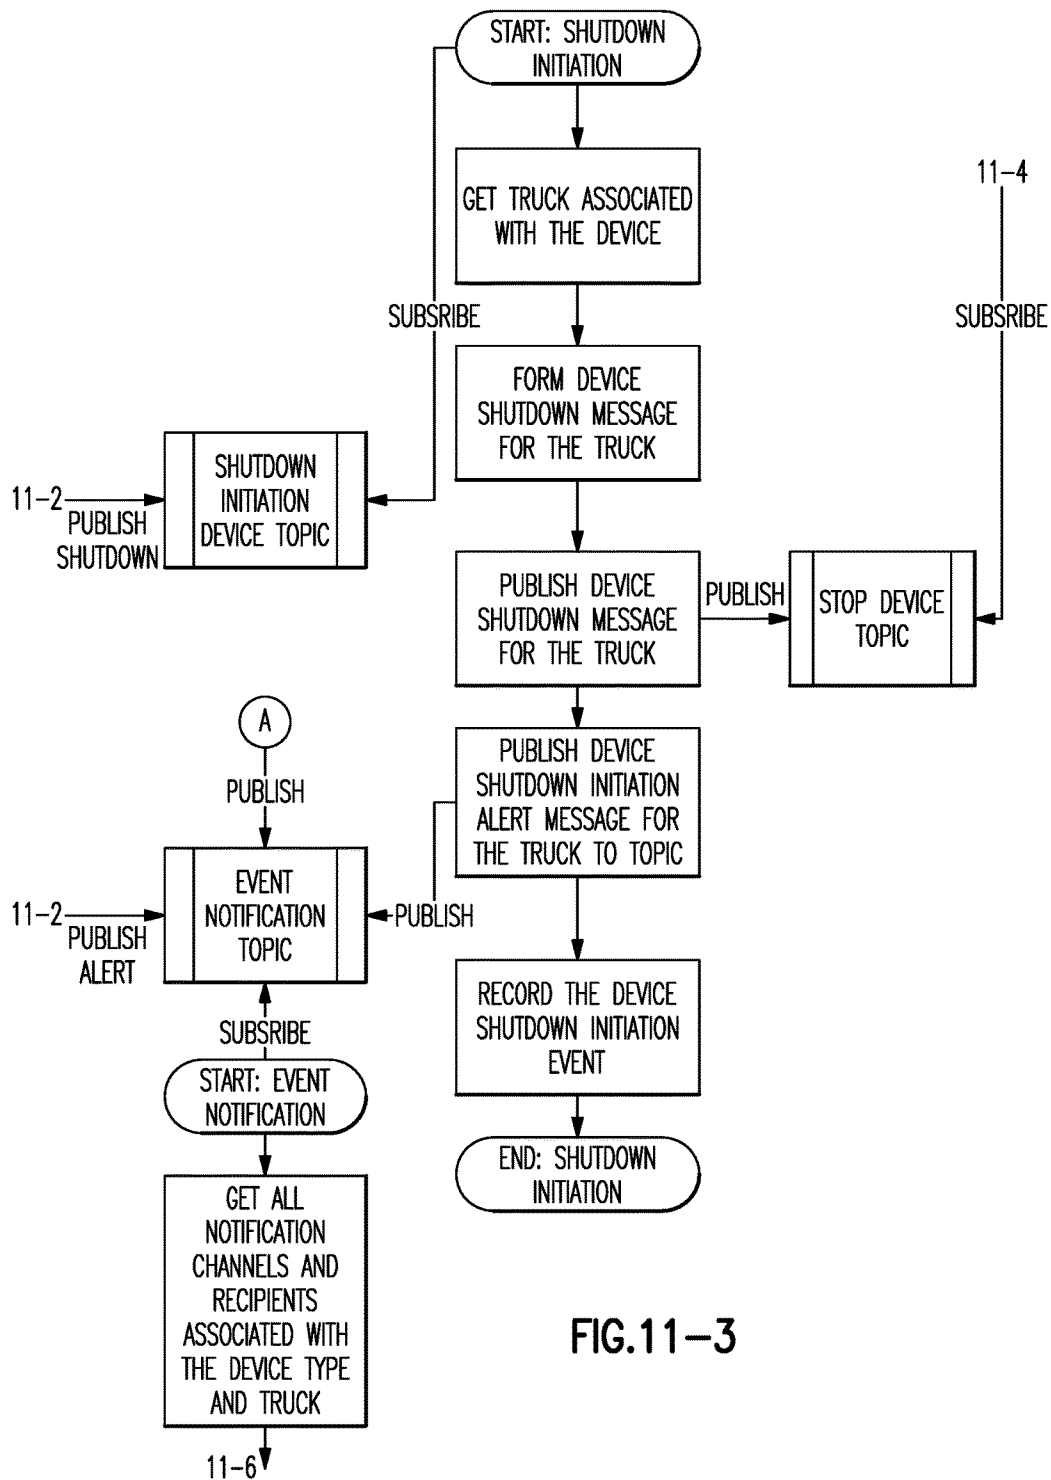 START: SHUTDOWN
INITIATION
GET TRUCK ASSOCIATED
WITH THE DEVICE
11-4
SUBSRIBE
SUBSRIBE
FORM DEVICE
SHUTDOWN MESSAGE
FOR THE TRUCK
SHUTDOWN
INITIATION
DEVICE TOPIC
11-2
PUBLISH
SHUTDOWN
PUBLISH DEVICE
SHUTDOWN MESSAGE
FOR THE TRUCK
PUBLISH
STOP DEVICE
TOPIC
A
PUBLISH
PUBLISH DEVICE
SHUTDOWN INITIATION
ALERT MESSAGE FOR
THE TRUCK TO TOPIC
EVENT
NOTIFICATION
TOPIC
11-2
PUBLISH
ALERT
PUBLISH
RECORD THE DEVICE
SHUTDOWN INITIATION
EVENT
SUBSRIBE
START: EVENT
NOTIFICATION
END: SHUTDOWN
INITIATION
GET ALL
NOTIFICATION
CHANNELS AND
RECIPIENTS
ASSOCIATED WITH
THE DEVICE TYPE
AND TRUCK
11-6
FIG.11-3